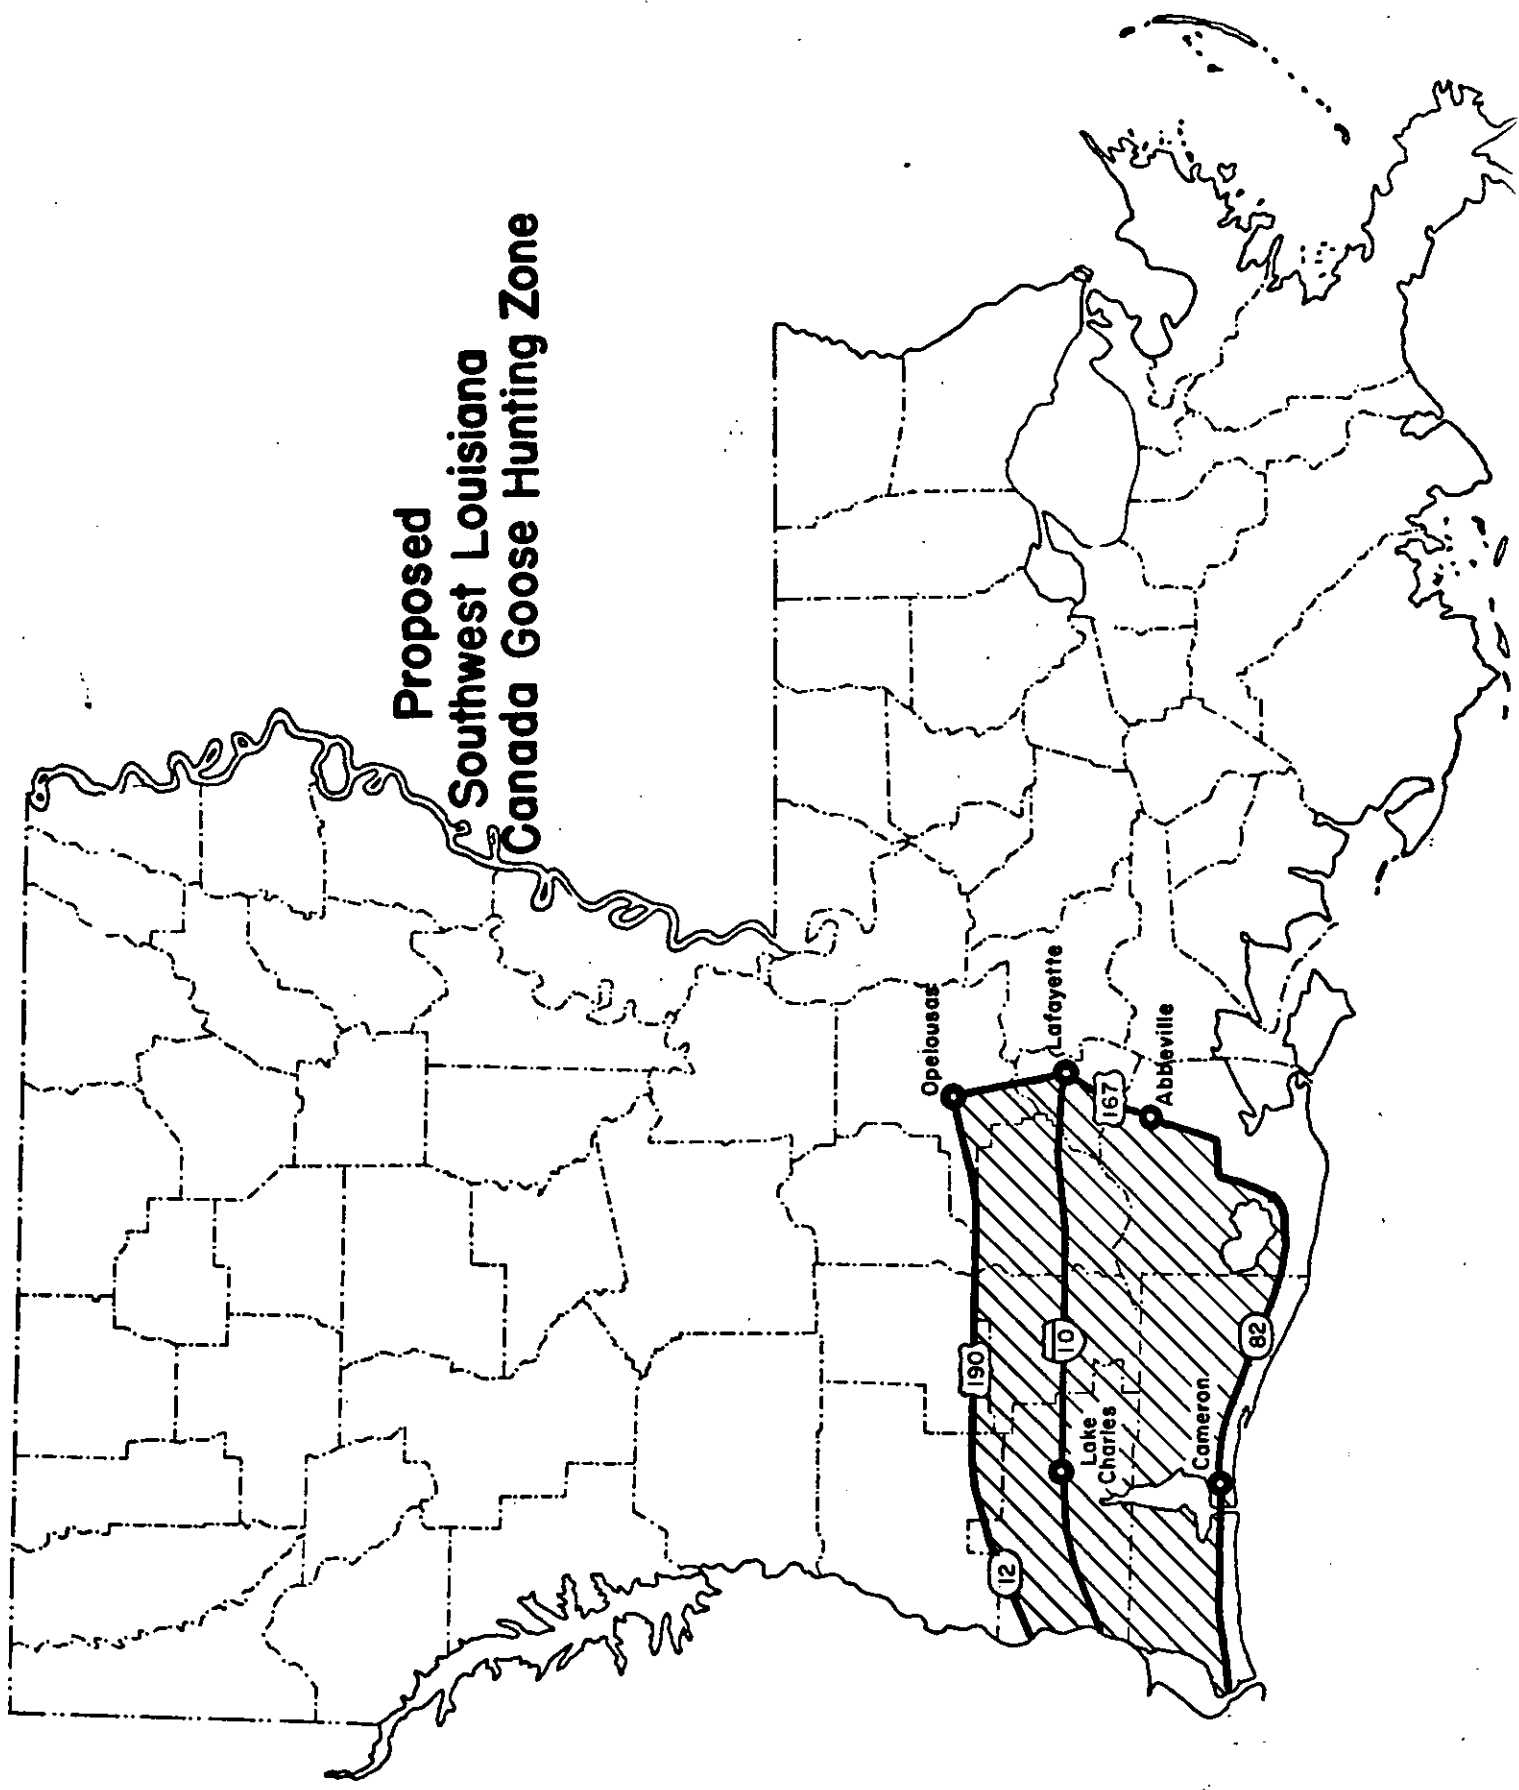 Proposed
Southwest Louisiana
Canada Goose Hunting Zone
Opelousas
Lafayette
167
Abbeville
190
10
82
12
Lake
Charles
Cameron